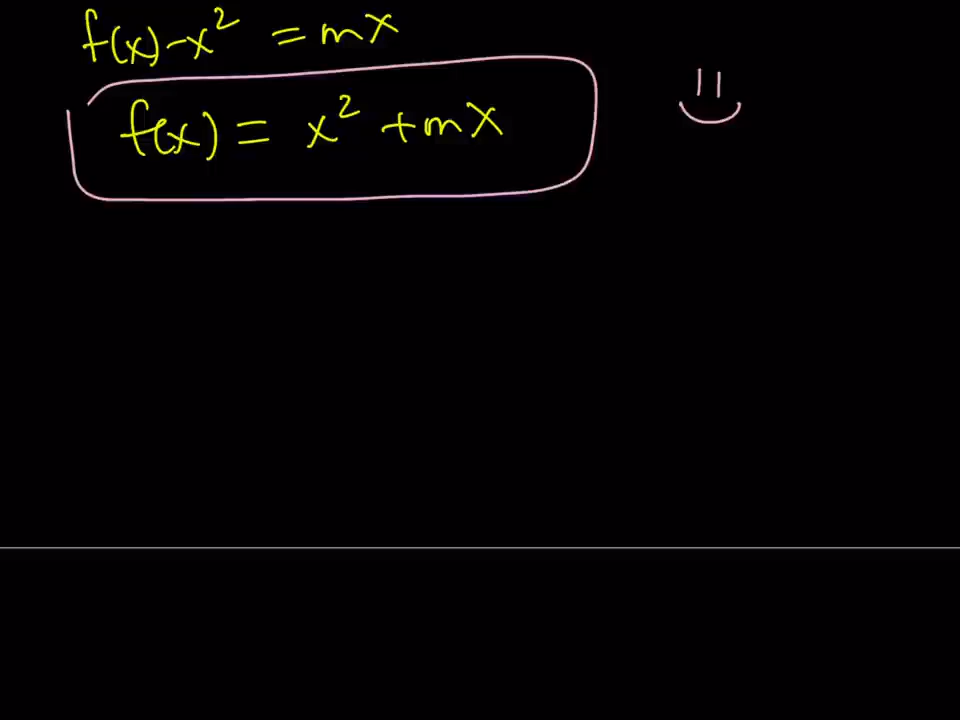 f(x)-x² = mx
f(x) = x² +mx